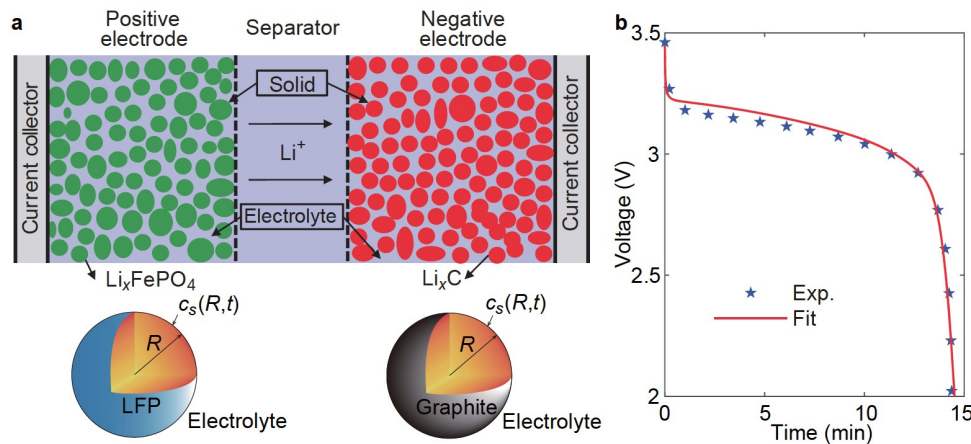 a
Positive
electrode
Separator
Negative
electrode
Current collector
Solid
Li⁺
Electrolyte
Current collector
LiₓFePO₄
LiₓC
cₛ(R,t)
R
LFP
Electrolyte
cₛ(R,t)
R
Graphite
Electrolyte
b
3.5
3
2.5
2
Voltage (V)
Exp.
Fit
0
5
10
15
Time (min)